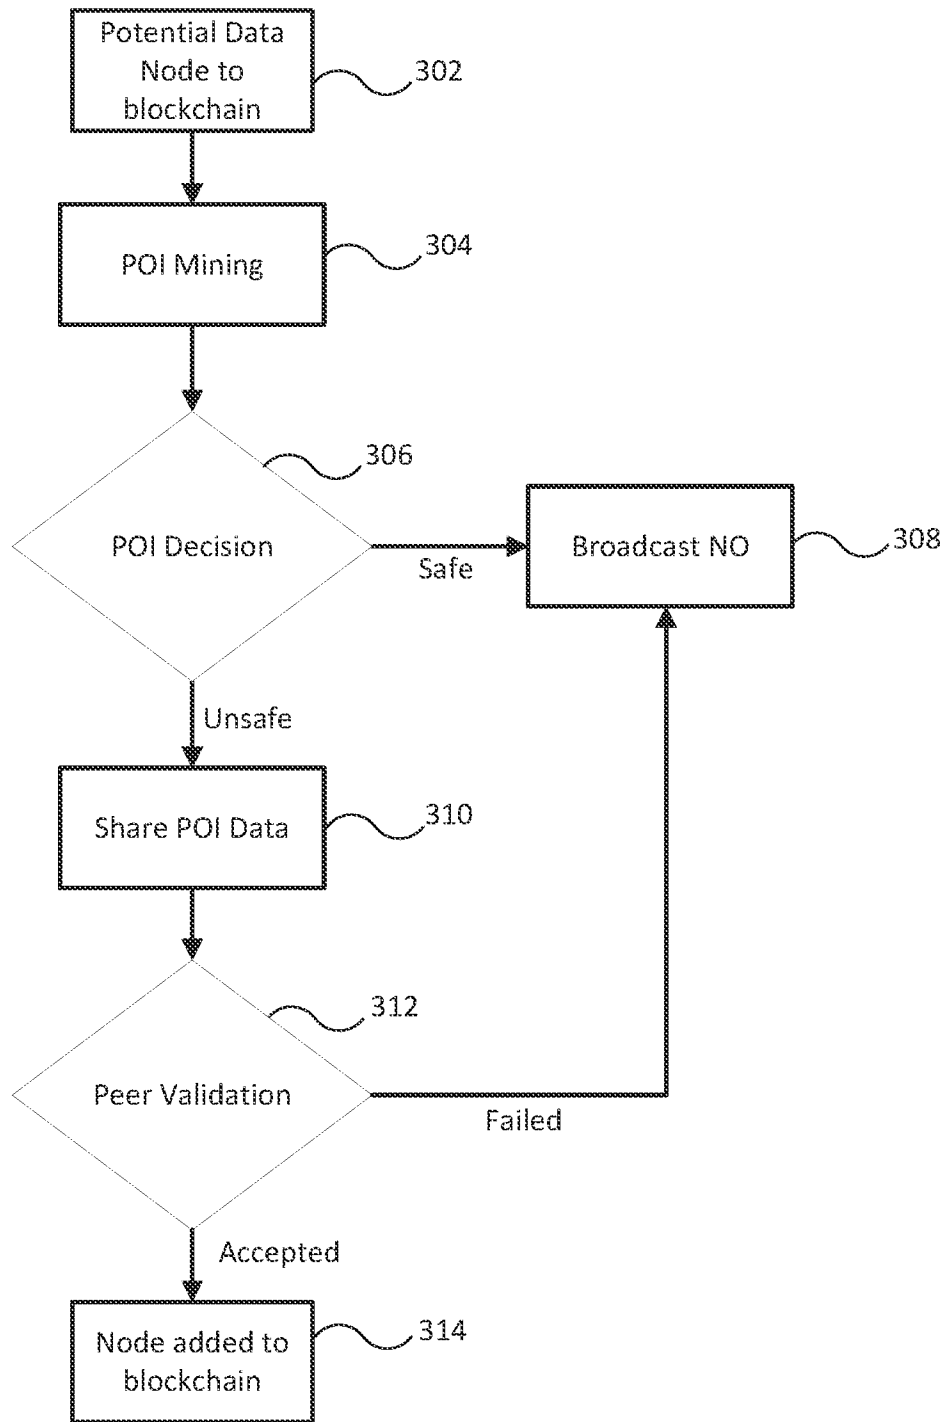 Potential Data
Node to
blockchain
302
POI Mining
304
306
POI Decision
Safe
Broadcast NO
308
Unsafe
Share POI Data
310
312
Peer Validation
Failed
Accepted
Node added to
blockchain
314